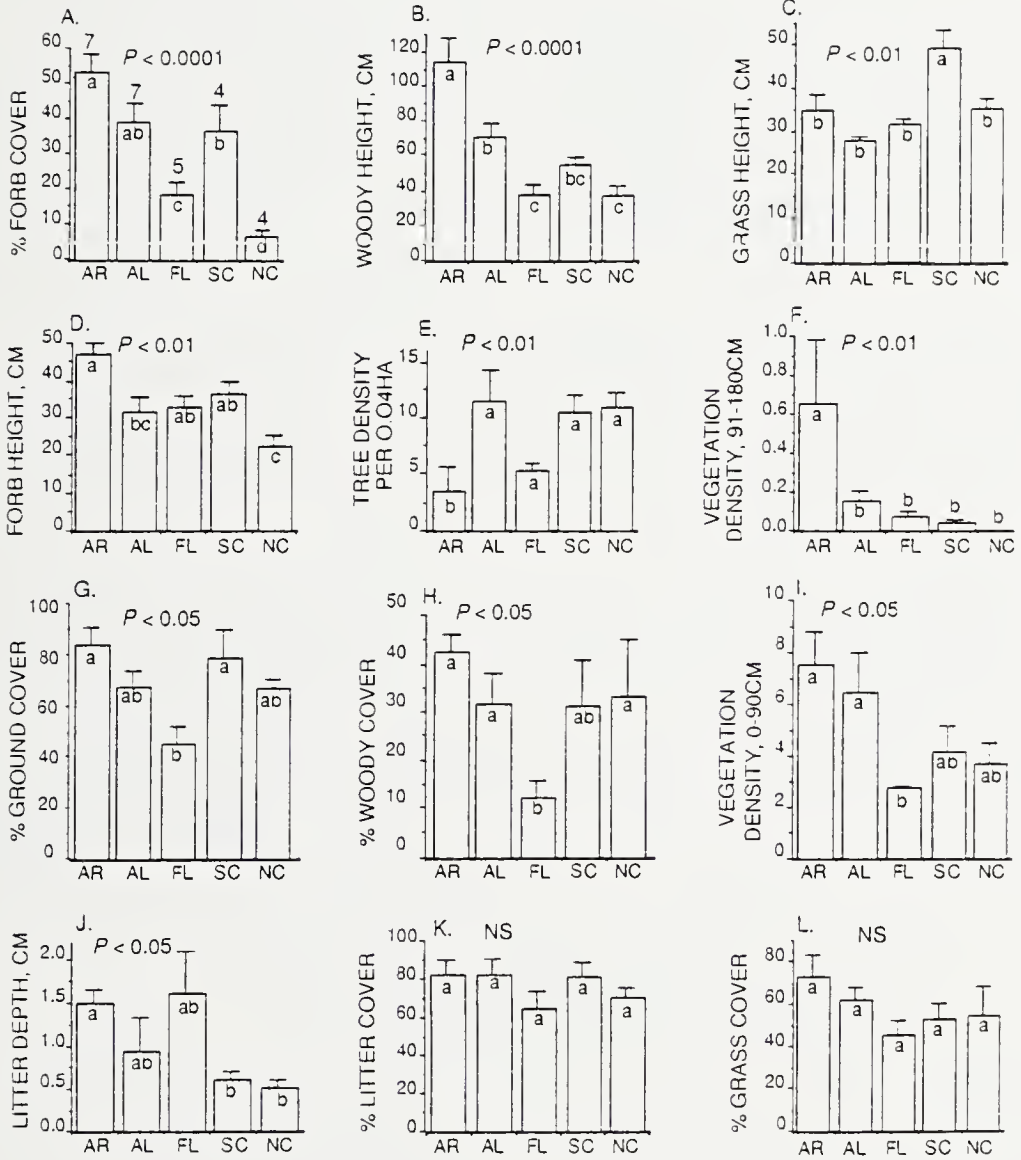 A.
P < 0.0001
% FORB COVER
60
50
40
30
20
10
0
7
7
5
4
4
a
ab
c
b
d
AR AL FL SC NC
B.
P < 0.0001
WOODY HEIGHT, CM
120
100
80
60
40
20
0
a
b
c
bc
c
AR AL FL SC NC
C.
P < 0.01
GRASS HEIGHT, CM
50
40
30
20
10
0
b
b
b
a
b
AR AL FL SC NC
D.
P < 0.01
FORB HEIGHT, CM
50
40
30
20
10
0
a
bc
ab
ab
c
AR AL FL SC NC
E.
P < 0.01
TREE DENSITY
PER 0.04HA
15
10
5
0
b
a
a
a
a
AR AL FL SC NC
F.
P < 0.01
VEGETATION
DENSITY, 91-180CM
1.0
0.8
0.6
0.4
0.2
0.0
a
b
b
b
b
AR AL FL SC NC
G.
P < 0.05
% GROUND COVER
100
80
60
40
20
0
a
ab
b
a
ab
AR AL FL SC NC
H.
P < 0.05
% WOODY COVER
50
40
30
20
10
0
a
a
b
ab
a
AR AL FL SC NC
I.
P < 0.05
VEGETATION
DENSITY, 0-90CM
10
8
6
4
2
0
a
a
b
ab
ab
AR AL FL SC NC
J.
P < 0.05
LITTER DEPTH, CM
2.0
1.5
1.0
0.5
0.0
a
ab
ab
b
b
AR AL FL SC NC
K.
NS
% LITTER COVER
100
80
60
40
20
0
a
a
a
a
a
AR AL FL SC NC
L.
NS
% GRASS COVER
80
60
40
20
0
a
a
a
a
a
AR AL FL SC NC